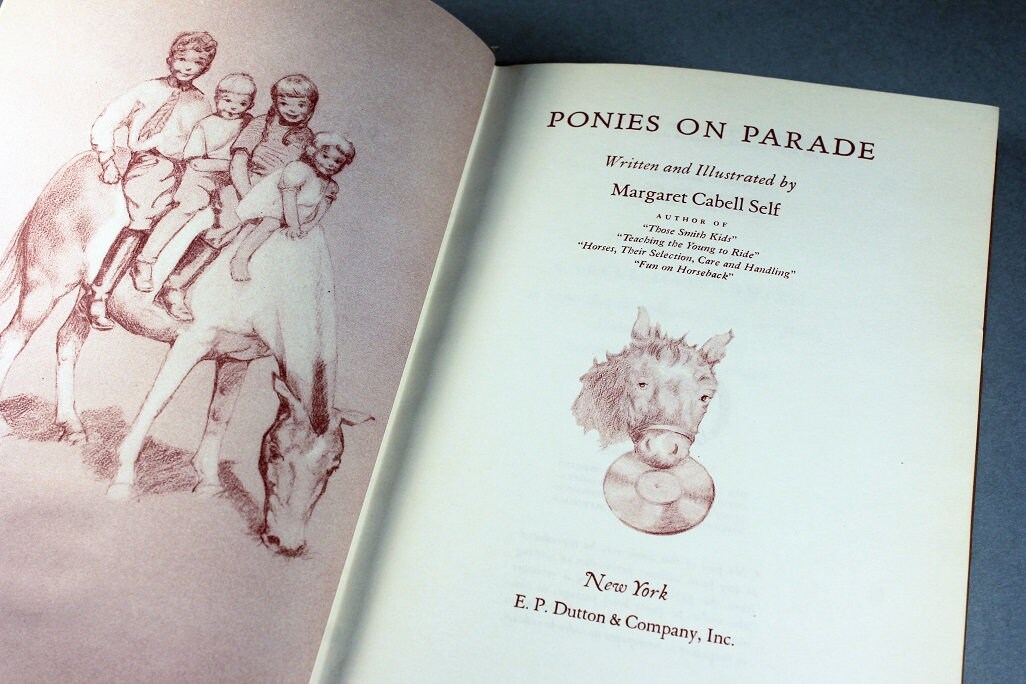 PONIES ON PARADE
Written and Illustrated by
Margaret Cabell Self
AUTHOR OF
"Those Smith Kids"
"Teaching the Young to Ride"
"Horses, Their Selection, Care and Handling"
"Fun on Horseback"
New York
E. P. Dutton & Company, Inc.